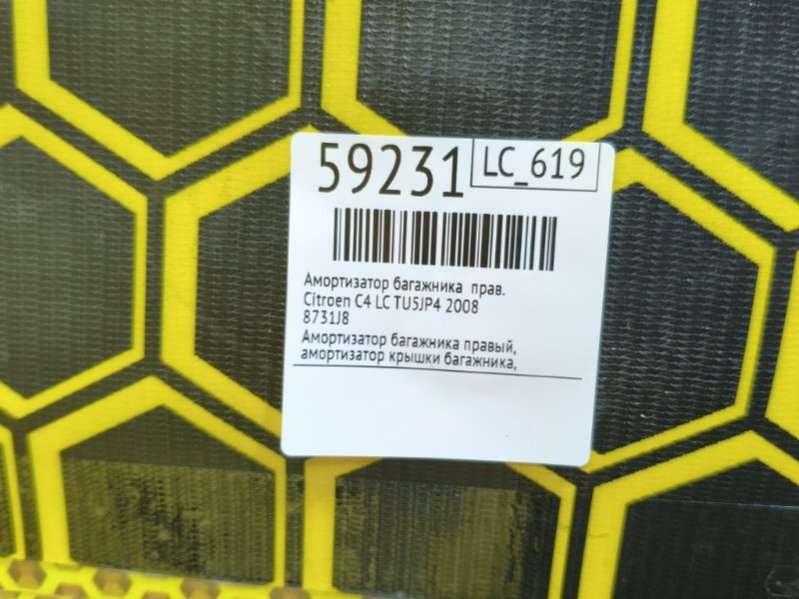 59231 LC_619
Амортизатор багажника прав.
Citroen C4 LC TU5JP4 2008
8731J8
Амортизатор багажника правый,
амортизатор крышки багажника,